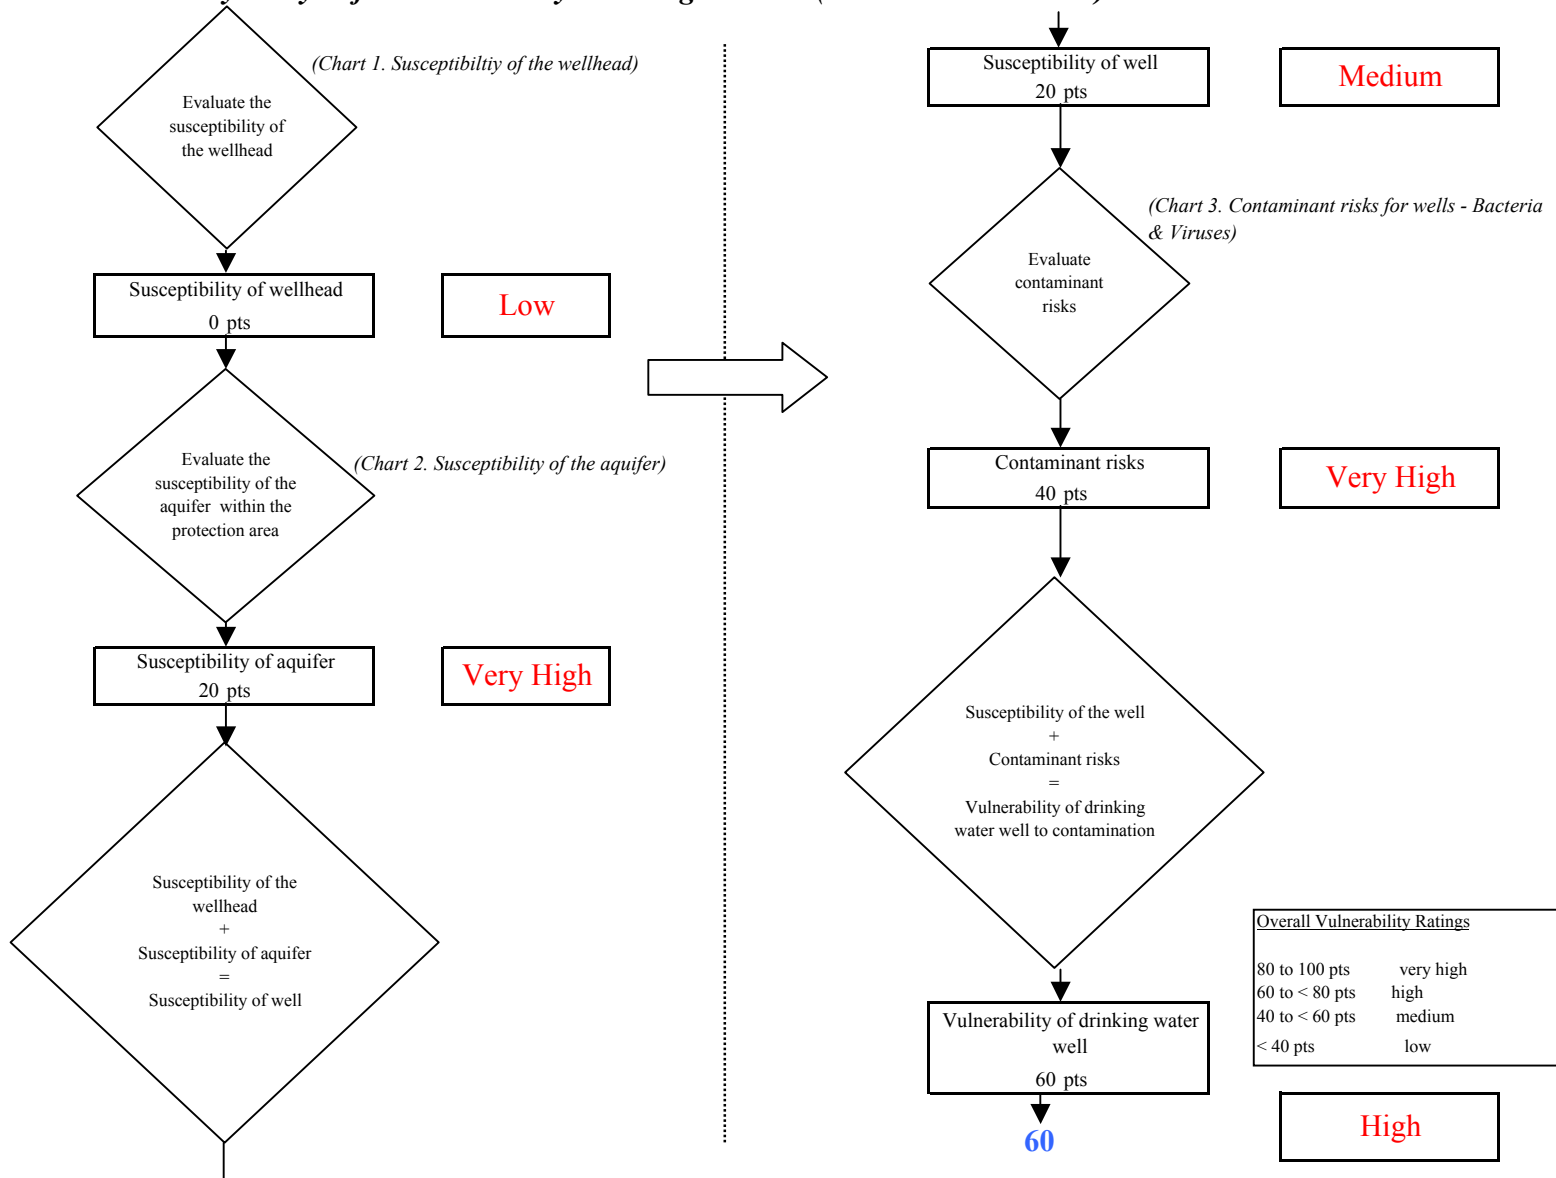 (Chart 1. Susceptibiltiy of the wellhead)
Evaluate the
susceptibility of
the wellhead
Susceptibility of wellhead
0 pts
Low
Evaluate the
susceptibility of the
aquifer within the
protection area
(Chart 2. Susceptibility of the aquifer)
Susceptibility of aquifer
20 pts
Very High
Susceptibility of the
wellhead
+
Susceptibility of aquifer
=
Susceptibility of well
Susceptibility of well
20 pts
Medium
(Chart 3. Contaminant risks for wells - Bacteria
& Viruses)
Evaluate
contaminant
risks
Contaminant risks
40 pts
Very High
Susceptibility of the well
+
Contaminant risks
=
Vulnerability of drinking
water well to contamination
Overall Vulnerability Ratings
80 to 100 pts very high
60 to < 80 pts high
40 to < 60 pts medium
< 40 pts low
Vulnerability of drinking water
well
60 pts
60
High